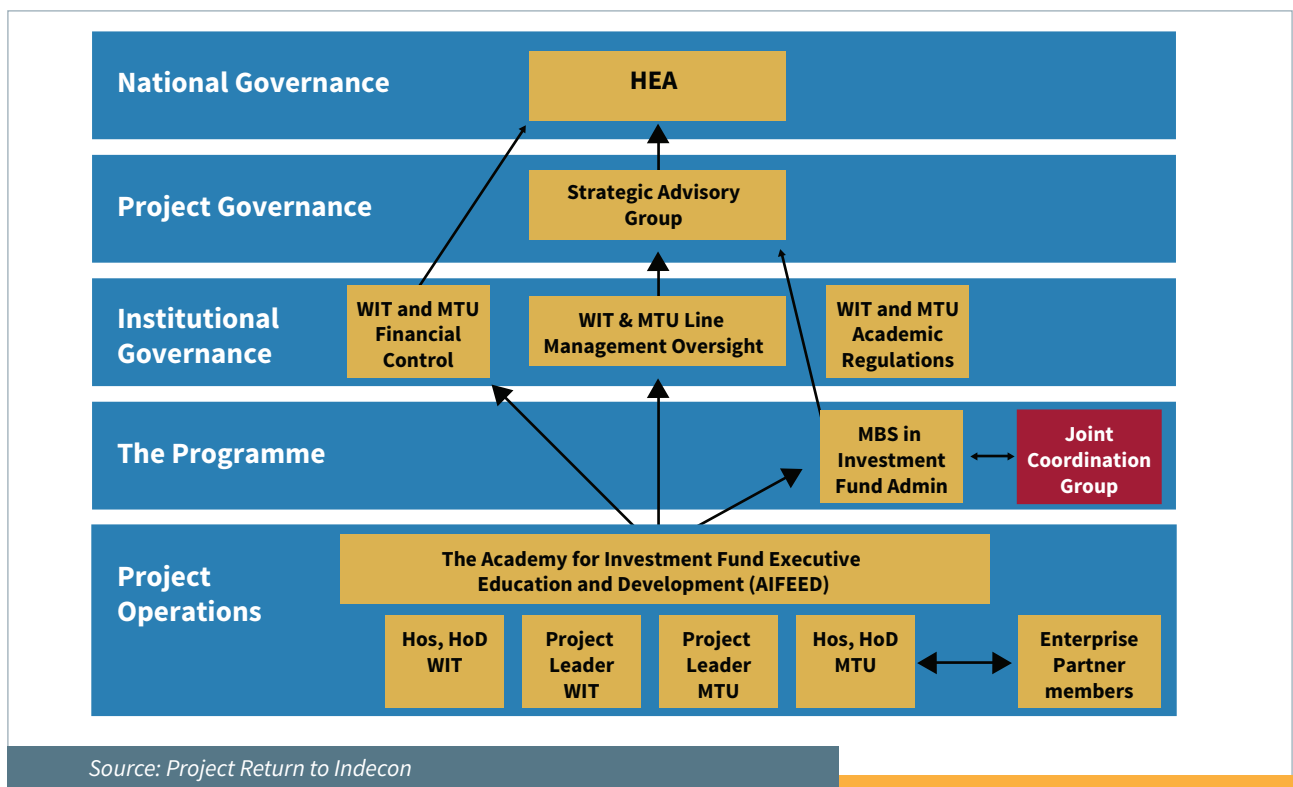 National Governance
HEA
Project Governance
Strategic Advisory
Group
Institutional
Governance
WIT and MTU
Financial
Control
WIT & MTU Line
Management Oversight
WIT and MTU
Academic
Regulations
The Programme
MBS in
Investment
Fund Admin
Joint
Coordination
Group
Project
Operations
The Academy for Investment Fund Executive
Education and Development (AIFEED)
Hos, HoD
WIT
Project
Leader
WIT
Project
Leader
MTU
Hos, HoD
MTU
Enterprise
Partner
members
Source: Project Return to Indecon